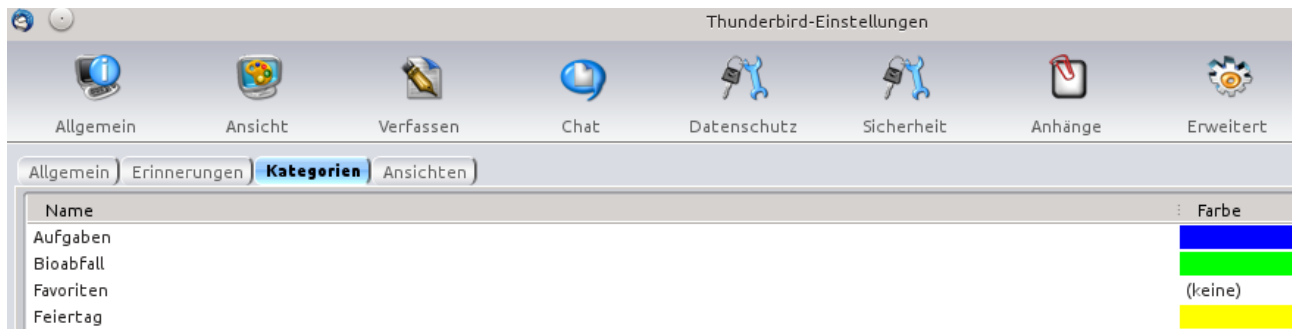 Thunderbird-Einstellungen
Allgemein Ansicht Verfassen Chat Datenschutz Sicherheit Anhänge Erweitert
Allgemein Erinnerungen Kategorien Ansichten
Name Farbe
Aufgaben
Bioabfall
Favoriten (keine)
Feiertag